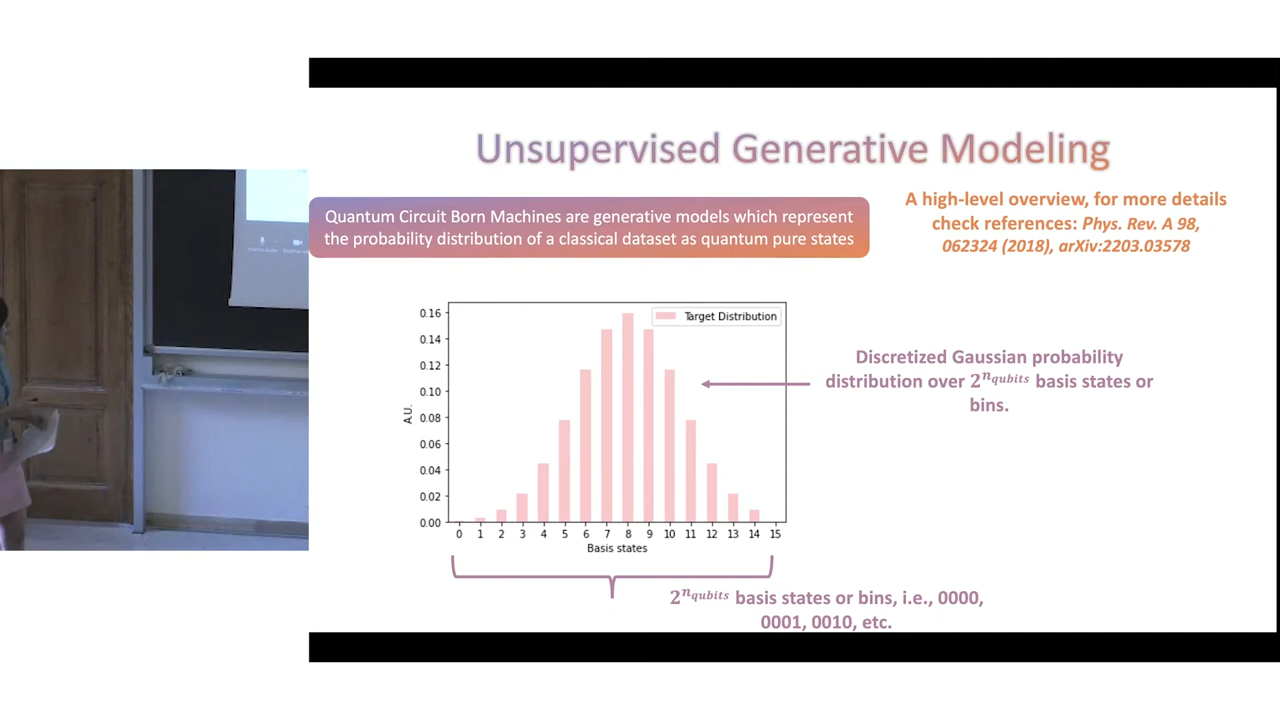 Unsupervised Generative Modeling
Quantum Circuit Born Machines are generative models which represent
the probability distribution of a classical dataset as quantum pure states
A high-level overview, for more details
check references: Phys. Rev. A 98,
062324 (2018), arXiv:2203.03578
Target Distribution
0.16
0.14
0.12
0.10
0.08
0.06
0.04
0.02
0.00
A.U.
0 1 2 3 4 5 6 7 8 9 10 11 12 13 14 15
Basis states
Discretized Gaussian probability
distribution over 2^{n_{qubits}} basis states or
bins.
2^{n_{qubits}} basis states or bins, i.e., 0000,
0001, 0010, etc.